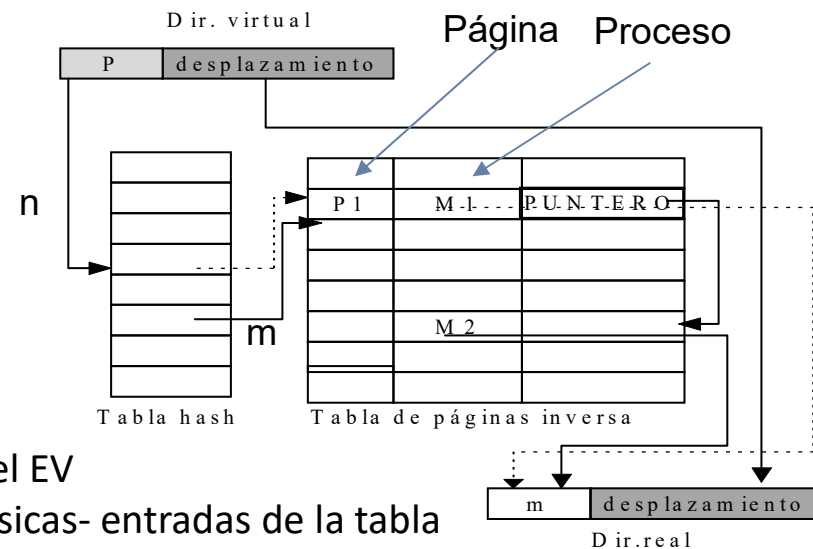 Dir. virtual
Página Proceso
P desplazamiento
n
P1 M1 PUNTERO
m
M2
Tabla hash
Tabla de páginas inversa
el EV
sicas- entradas de la tabla
m desplazamiento
Dir.real